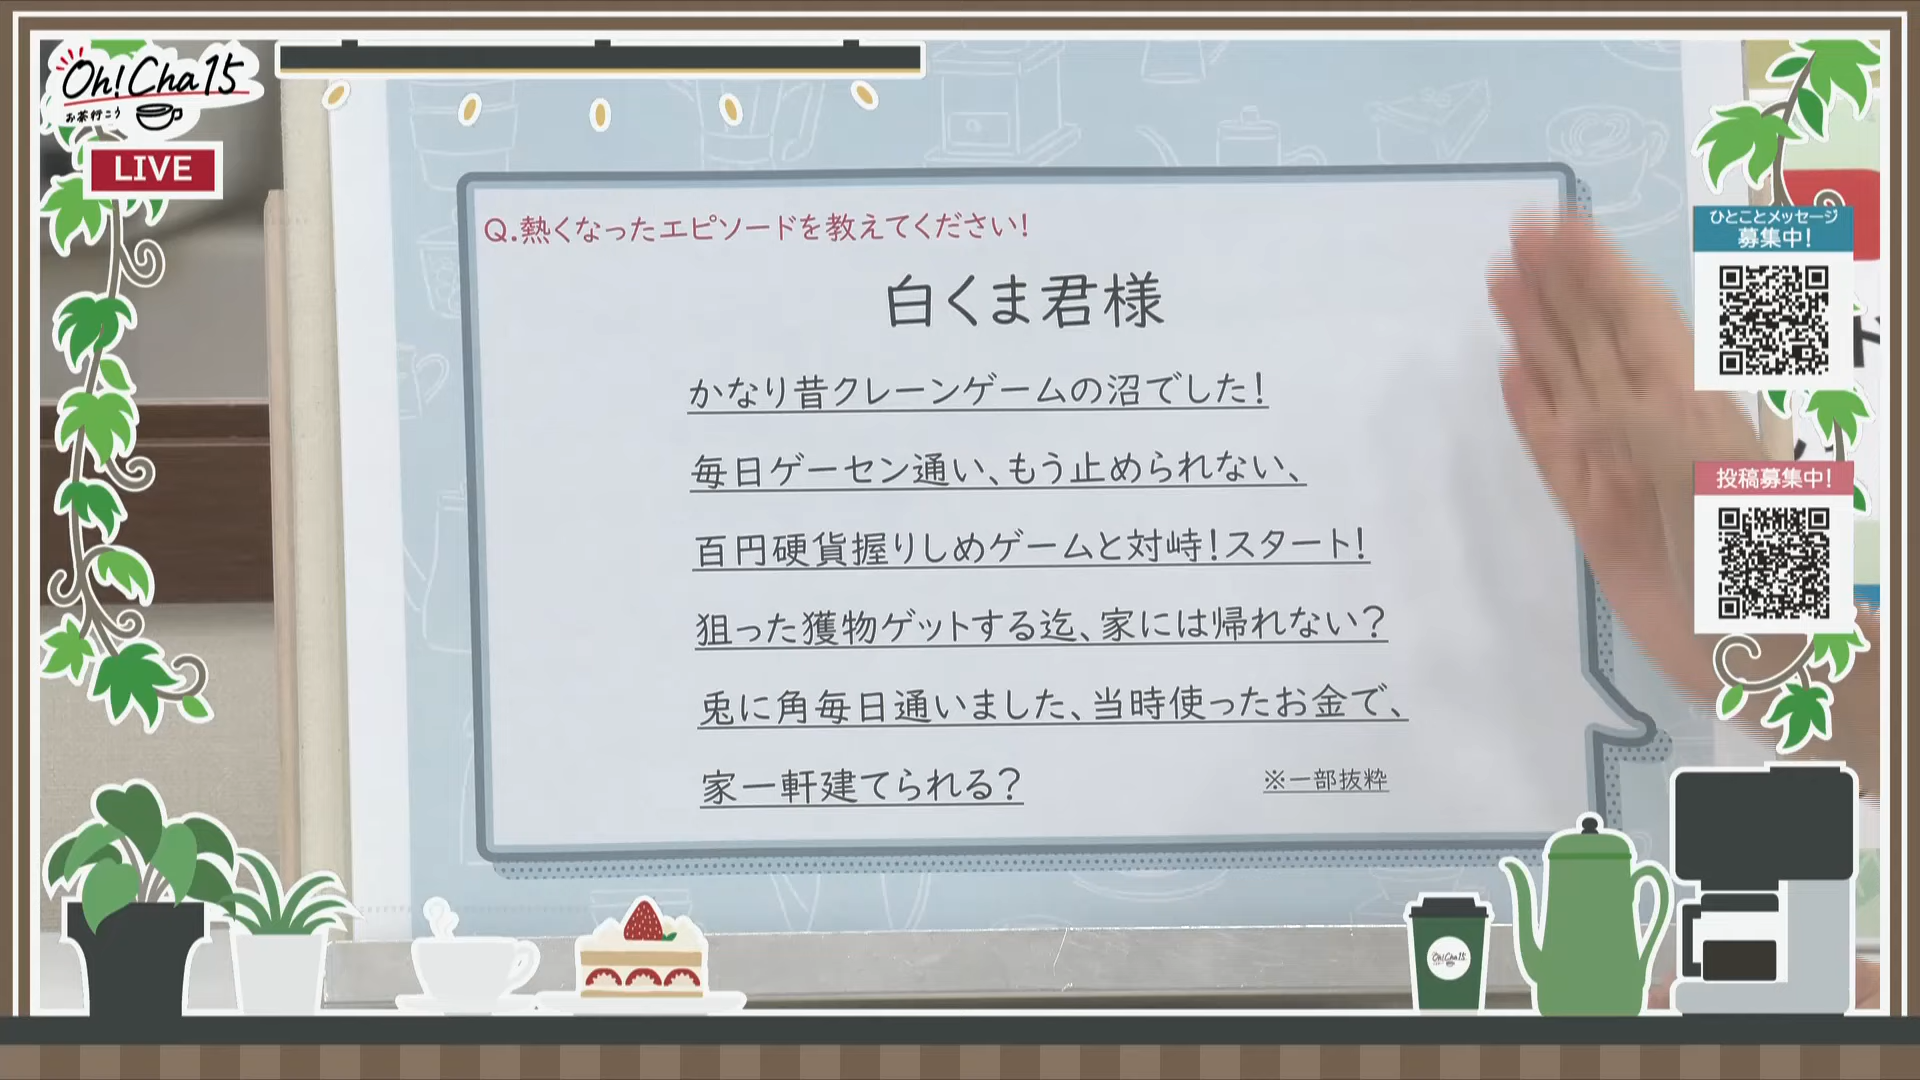 Oh!Cha15
お茶行こう
LIVE
Q.熱くなったエピソードを教えてください!
白くま君様
かなり昔クレーンゲームの沼でした!
毎日ゲーセン通い、もう止められない、
百円硬貨握りしめゲームと対峙!スタート!
狙った獲物ゲットする迄、家には帰れない?
兎に角毎日通いました、当時使ったお金で、
家一軒建てられる?
※一部抜粋
ひとことメッセージ
募集中!
投稿募集中!
Oh!Cha15